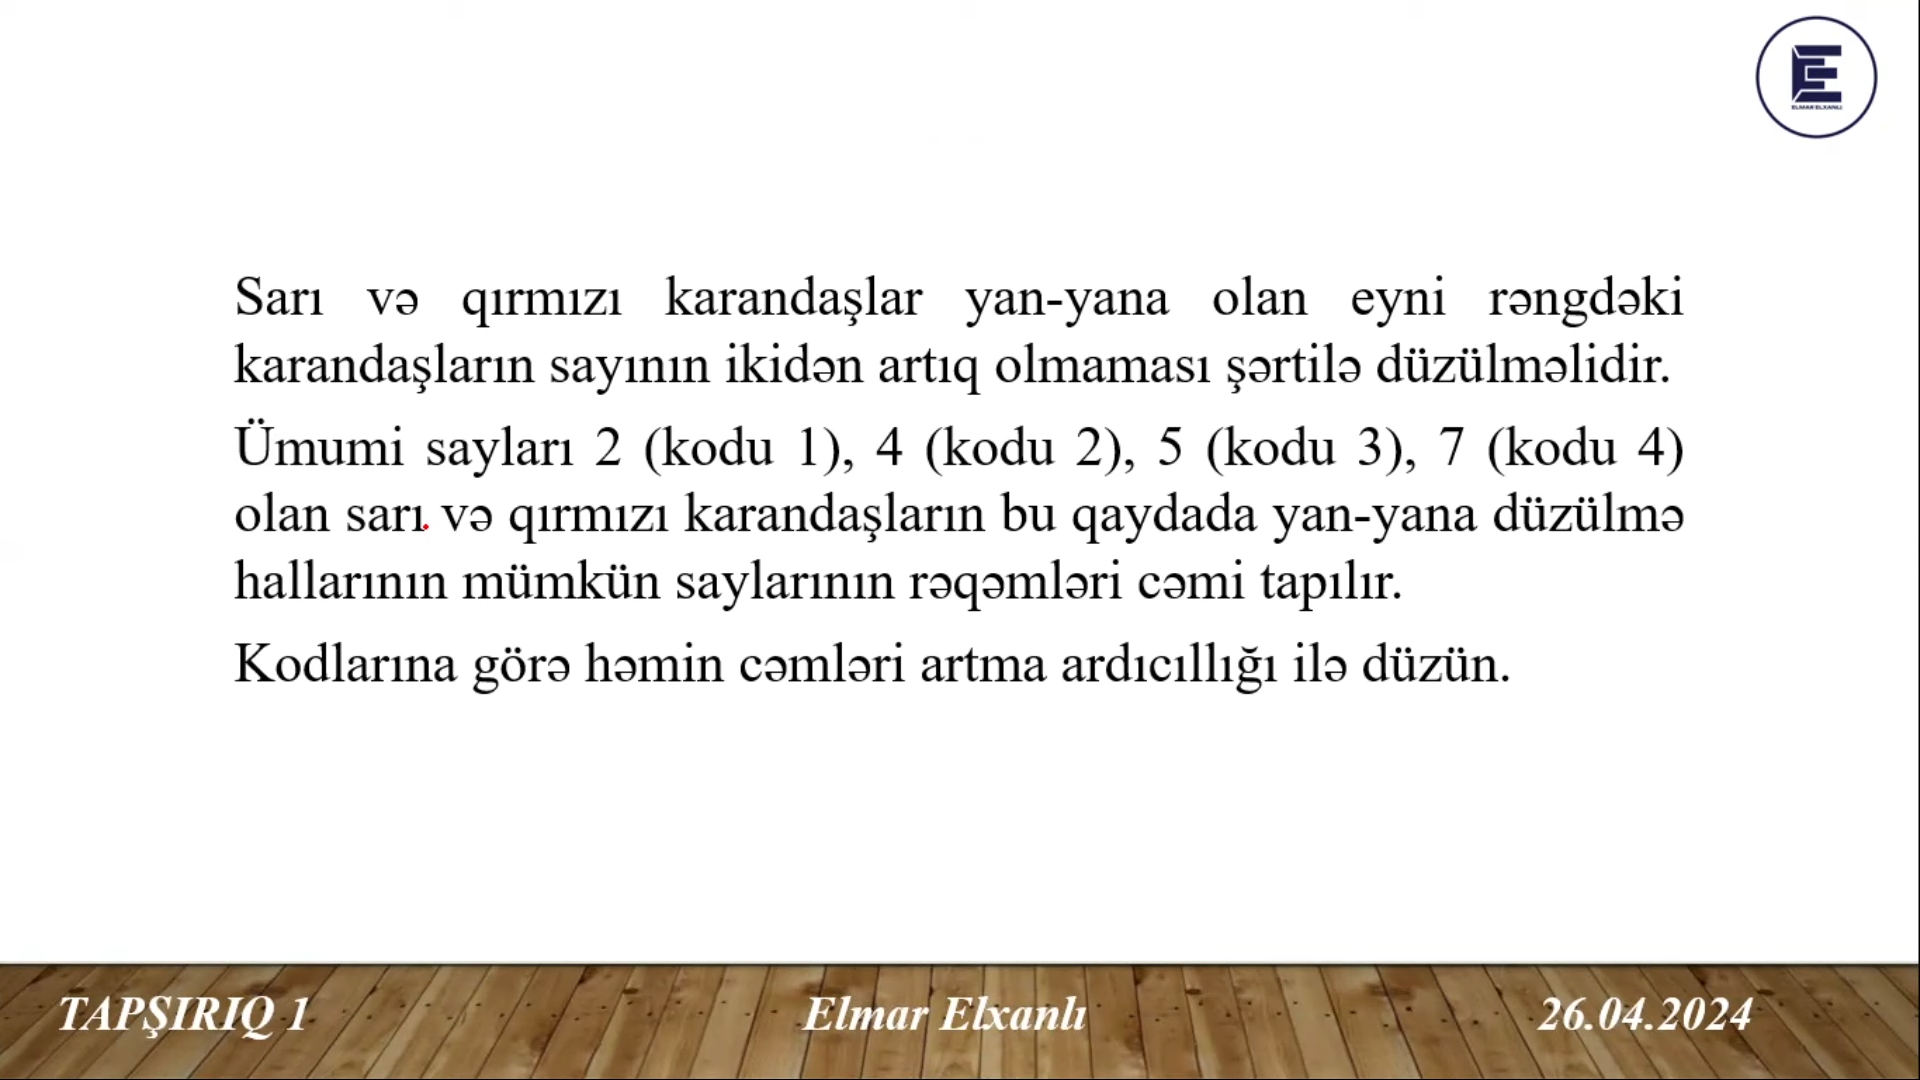 ELMAR ELXANLI
Sarı və qırmızı karandaşlar yan-yana olan eyni rəngdəki
karandaşların sayının ikidən artıq olmaması şərtilə düzülməlidir.
Ümumi sayları 2 (kodu 1), 4 (kodu 2), 5 (kodu 3), 7 (kodu 4)
olan sarı və qırmızı karandaşların bu qaydada yan-yana düzülmə
hallarının mümkün saylarının rəqəmləri cəmi tapılır.
Kodlarına görə həmin cəmləri artma ardıcıllığı ilə düzün.
TAPŞIRIQ 1
Elmar Elxanlı
26.04.2024